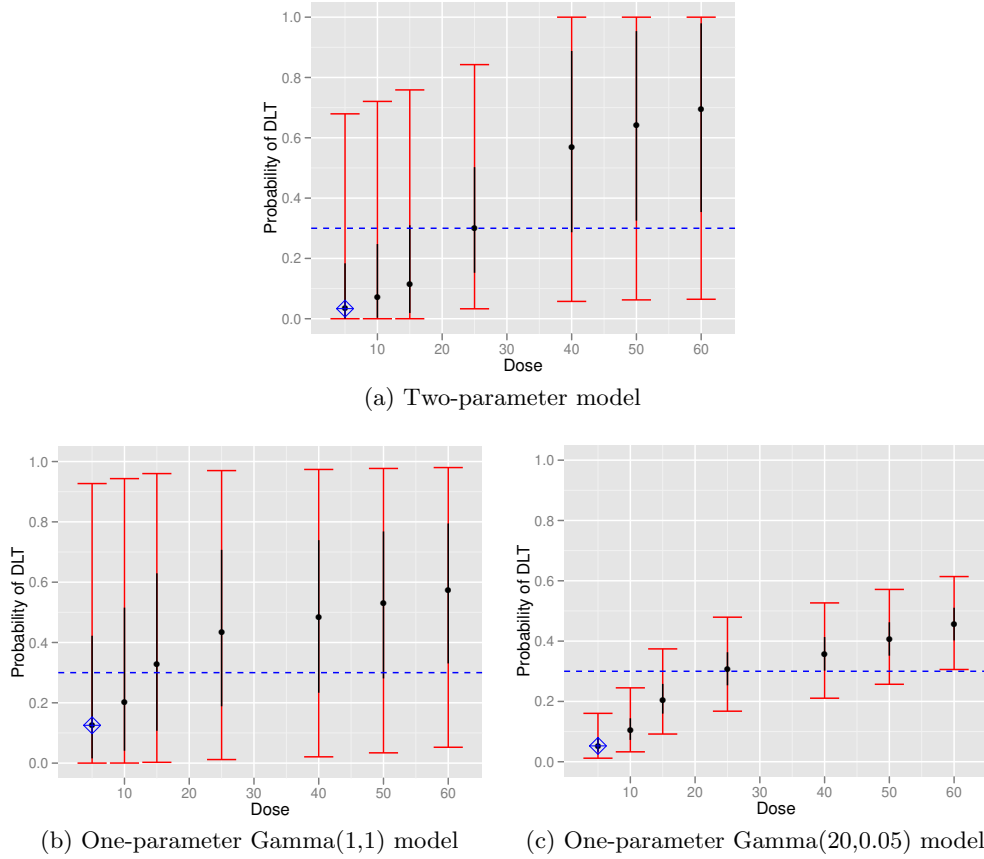 1.0
0.8
0.6
0.4
0.2
0.0
Probability of DLT
10 20 30 40 50 60
Dose
(a) Two-parameter model
1.0
0.8
0.6
0.4
0.2
0.0
Probability of DLT
10 20 30 40 50 60
Dose
(b) One-parameter Gamma(1,1) model
1.0
0.8
0.6
0.4
0.2
0.0
Probability of DLT
10 20 30 40 50 60
Dose
(c) One-parameter Gamma(20,0.05) model